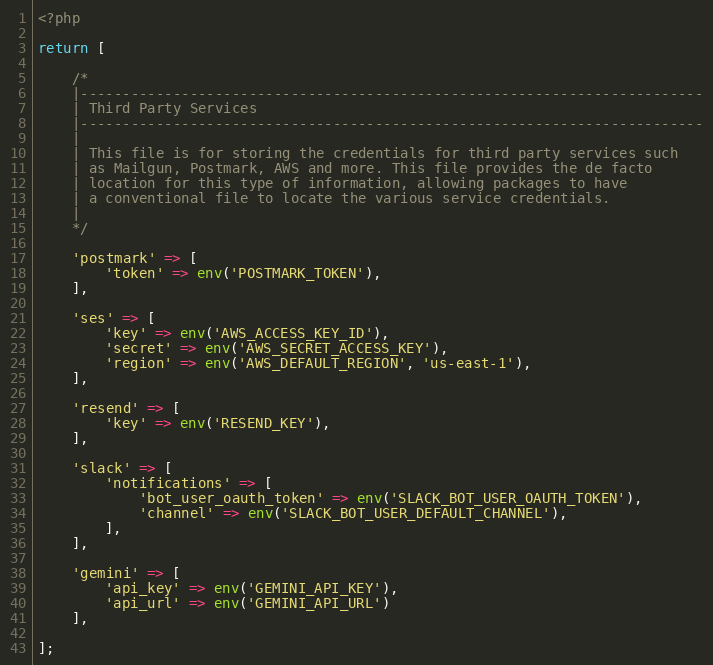 1 <?php
2
3 return [
4
5     /*
6     |--------------------------------------------------------------------------
7     | Third Party Services
8     |--------------------------------------------------------------------------
9     |
10     | This file is for storing the credentials for third party services such
11     | as Mailgun, Postmark, AWS and more. This file provides the de facto
12     | location for this type of information, allowing packages to have
13     | a conventional file to locate the various service credentials.
14     |
15     */
16
17     'postmark' => [
18         'token' => env('POSTMARK_TOKEN'),
19     ],
20
21     'ses' => [
22         'key' => env('AWS_ACCESS_KEY_ID'),
23         'secret' => env('AWS_SECRET_ACCESS_KEY'),
24         'region' => env('AWS_DEFAULT_REGION', 'us-east-1'),
25     ],
26
27     'resend' => [
28         'key' => env('RESEND_KEY'),
29     ],
30
31     'slack' => [
32         'notifications' => [
33             'bot_user_oauth_token' => env('SLACK_BOT_USER_OAUTH_TOKEN'),
34             'channel' => env('SLACK_BOT_USER_DEFAULT_CHANNEL'),
35         ],
36     ],
37
38     'gemini' => [
39         'api_key' => env('GEMINI_API_KEY'),
40         'api_url' => env('GEMINI_API_URL')
41     ],
42
43 ];